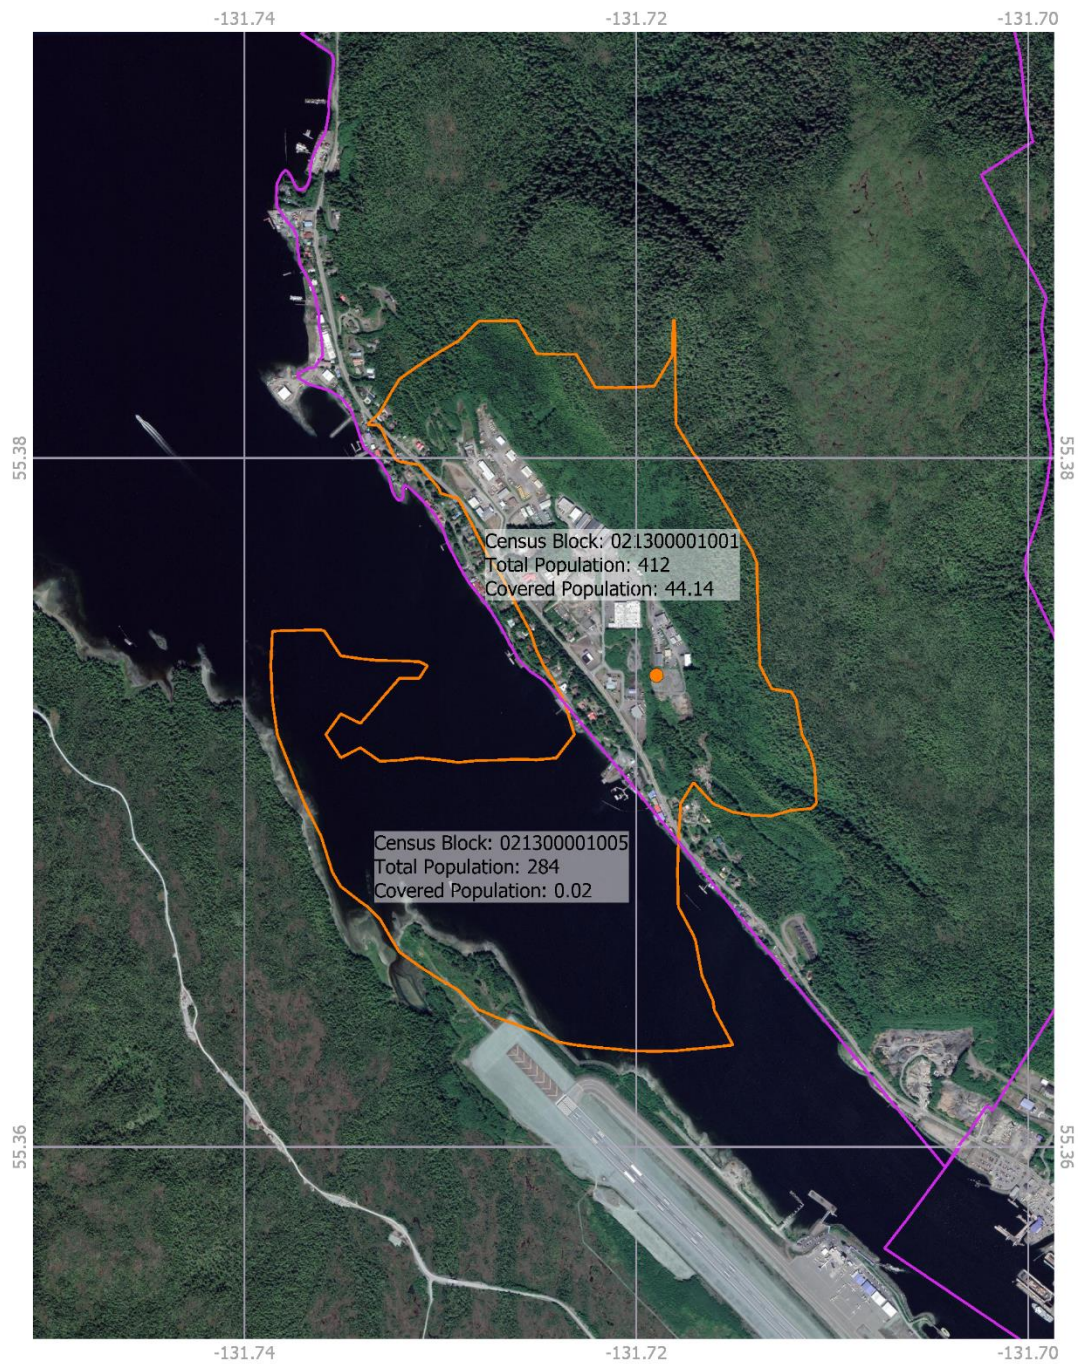 -131.74 -131.72 -131.70
55.38 55.38
Census Block: 021300001001
Total Population: 412
Covered Population: 44.14
Census Block: 021300001005
Total Population: 284
Covered Population: 0.02
55.36 55.36
-131.74 -131.72 -131.70